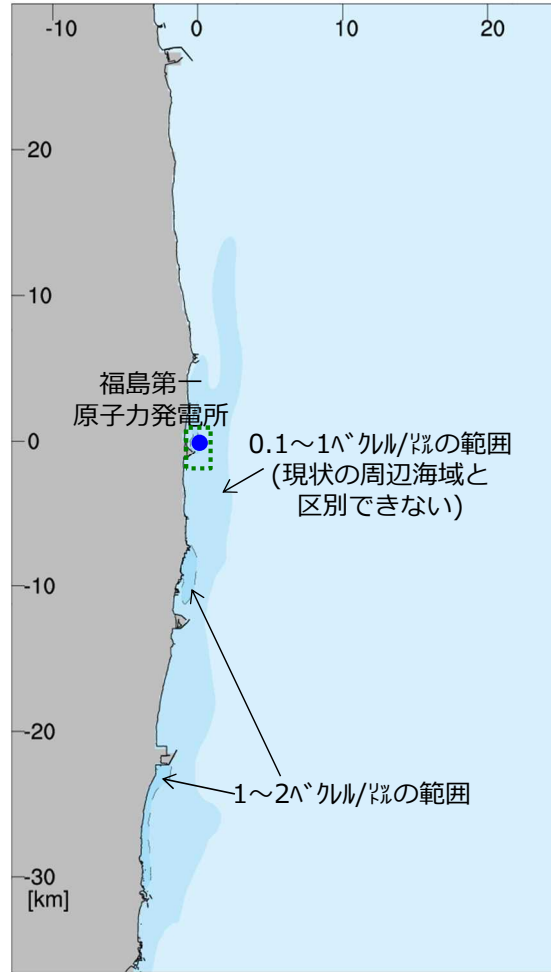 -10 0 10 20
20
10
福島第一
原子力発電所
0
0.1～1ﾍﾞｸﾚﾙ/㍑の範囲
(現状の周辺海域と
区別できない)
-10
-20
1～2ﾍﾞｸﾚﾙ/㍑の範囲
-30
[km]